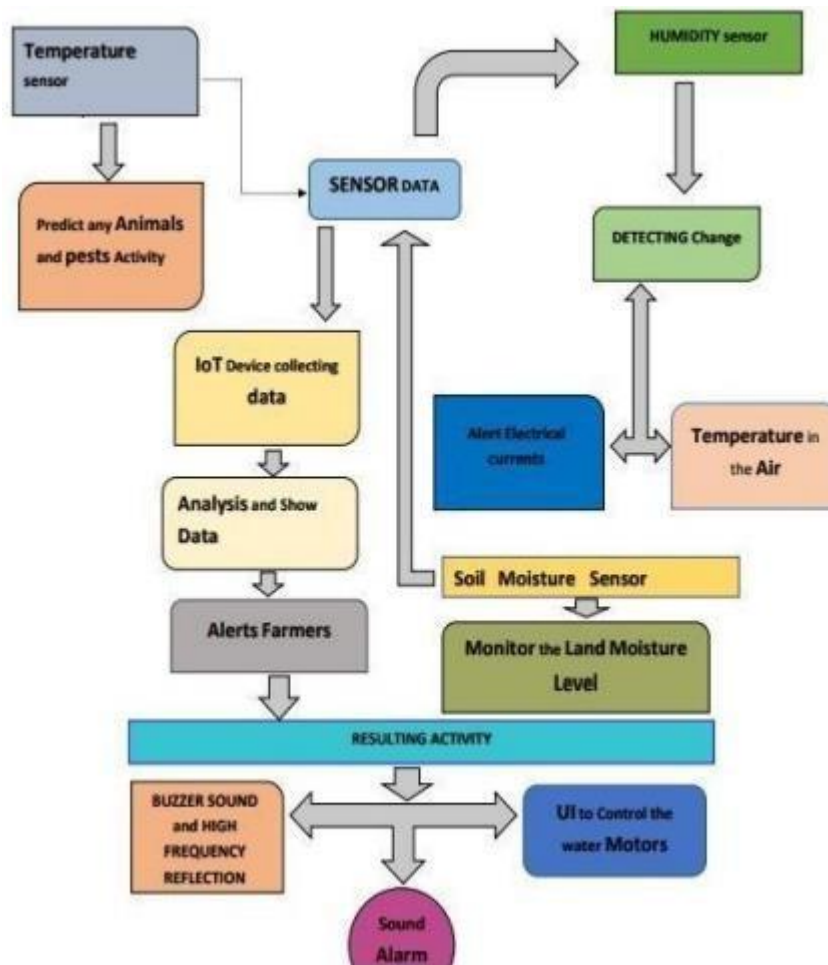 Temperature
sensor
HUMIDITY sensor
SENSOR DATA
Predict any Animals
and pests Activity
DETECTING Change
IoT Device collecting
data
Alert Electrical
currents
Temperature in
the Air
Analysis and Show
Data
Soil Moisture Sensor
Alerts Farmers
Monitor the Land Moisture
Level
RESULTING ACTIVITY
BUZZER SOUND
and HIGH
FREQUENCY
REFLECTION
UI to Control the
water Motors
Sound
Alarm